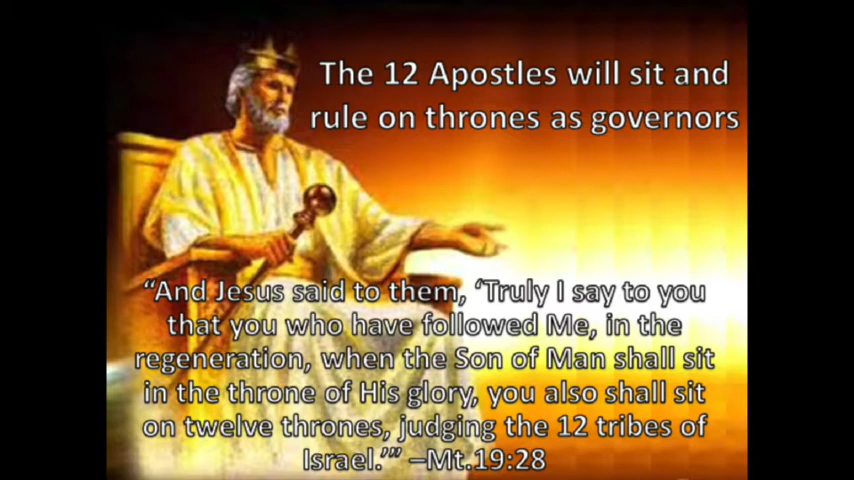 The 12 Apostles will sit and
rule on thrones as governors
“And Jesus said to them, ‘Truly I say to you
that you who have followed Me, in the
regeneration, when the Son of Man shall sit
in the throne of His glory, you also shall sit
on twelve thrones, judging the 12 tribes of
Israel.’” –Mt.19:28